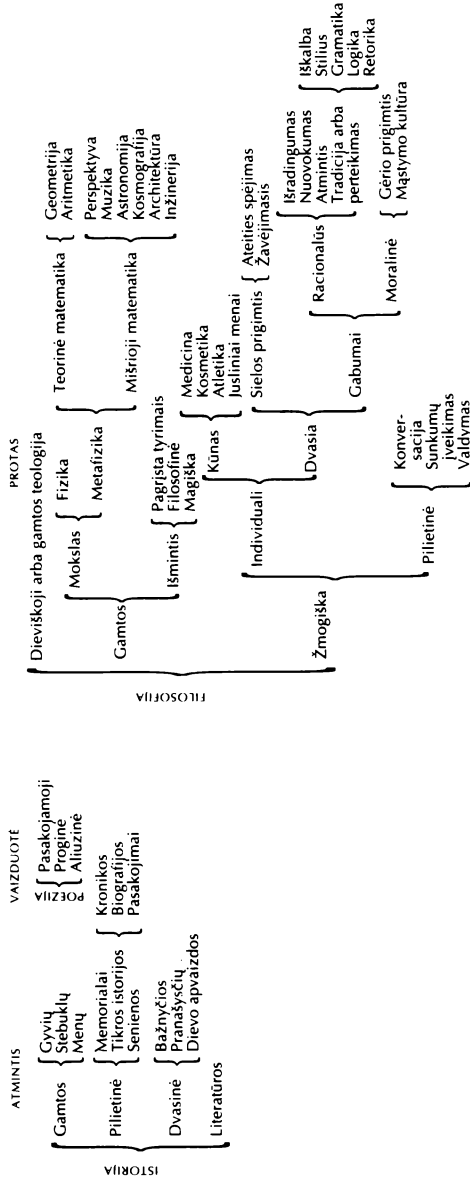 ATMINTIS
ISTORIJA
Gamtos
Gyvių
Stebuklų
Menų
Pilietinė
Memorialai
Tikros istorijos
Senienos
Kronikos
Biografijos
Pasakojimai
Dvasinė
Bažnyčios
Pranašysčių
Dievo apvaizdos
Literatūros
VAIZDUOTĖ
POEZIJA
Pasakojamoji
Proginė
Aliuzinė
PROTAS
FILOSOFIJA
Dieviškoji arba gamtos teologija
Gamtos
Mokslas
Fizika
Metafizika
Teorinė matematika
Geometrija
Aritmetika
Mišrioji matematika
Perspektyva
Muzika
Astronomija
Kosmografija
Architektūra
Inžinerija
Išmintis
Pagrįsta tyrimais
Filosofinė
Magiška
Žmogiška
Individuali
Kūnas
Medicina
Kosmetika
Atletika
Jusliniai menai
Dvasia
Sielos prigimtis
Ateities spėjimas
Žavėjimasis
Gabumai
Racionalūs
Išradingumas
Nuovokumas
Atmintis
Tradicija arba
perteikimas
Iškalba
Stilius
Gramatika
Logika
Retorika
Moralinė
Gėrio prigimtis
Mąstymo kultūra
Pilietinė
Konver-
sacija
Sunkumų
įveikimas
Valdymas